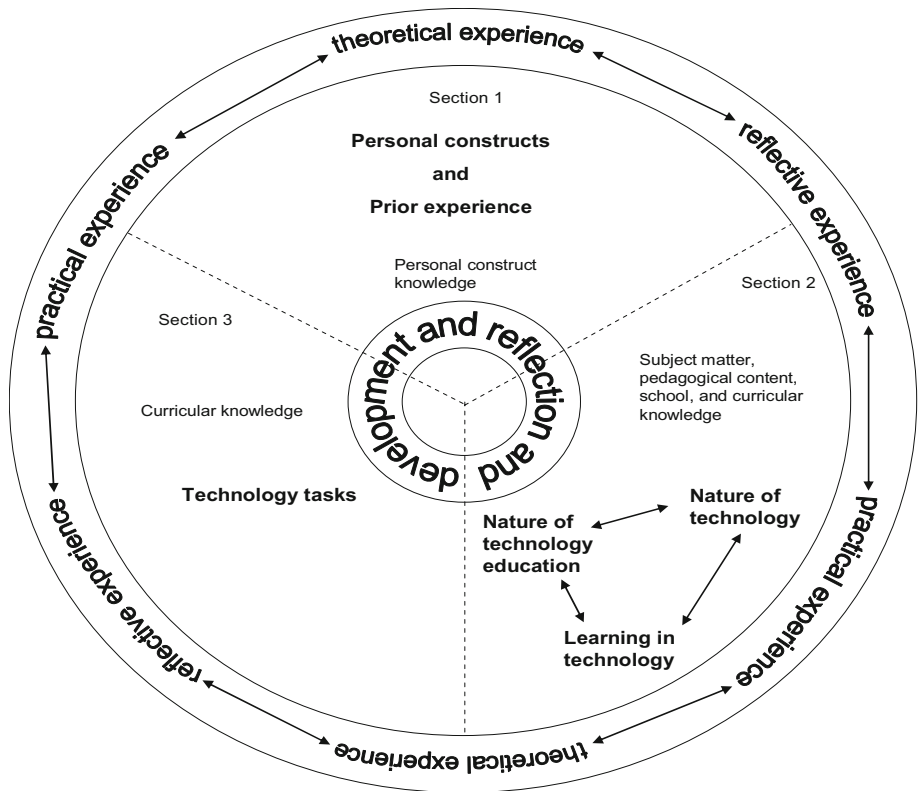 theoretical experience
reflective experience
practical experience
theoretical experience
reflective experience
practical experience
Section 1
Personal constructs
and
Prior experience
Personal construct
knowledge
Section 2
Subject matter,
pedagogical content,
school, and curricular
knowledge
Nature of
technology
Nature of
technology
education
Learning in
technology
Section 3
Curricular knowledge
Technology tasks
development and reflection and